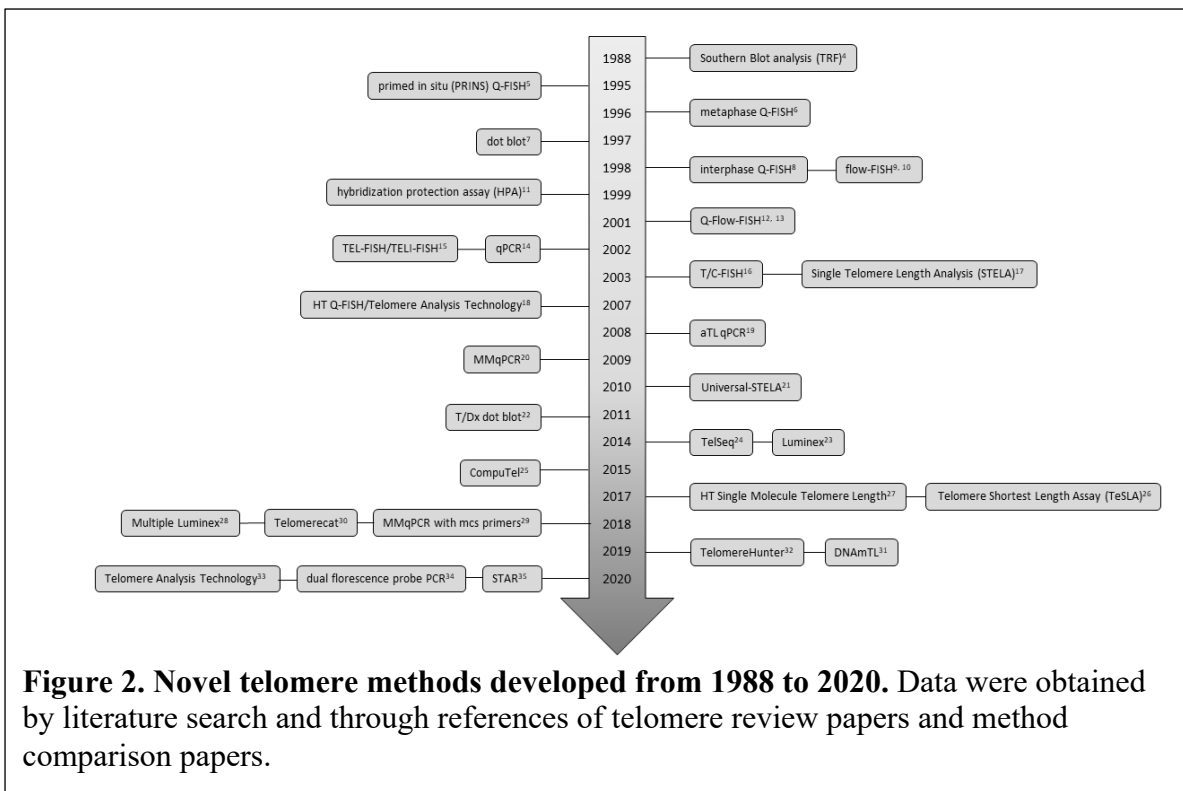 1988 Southern Blot analysis (TRF)⁴
primed in situ (PRINS) Q-FISH⁵ 1995
1996 metaphase Q-FISH⁶
dot blot⁷ 1997
1998 interphase Q-FISH⁸ flow-FISH⁹, ¹⁰
hybridization protection assay (HPA)¹¹ 1999
2001 Q-Flow-FISH¹², ¹³
TEL-FISH/TELI-FISH¹⁵ qPCR¹⁴ 2002
2003 T/C-FISH¹⁶ Single Telomere Length Analysis (STELA)¹⁷
HT Q-FISH/Telomere Analysis Technology¹⁸ 2007
2008 aTL qPCR¹⁹
MMqPCR²⁰ 2009
2010 Universal-STELA²¹
T/Dx dot blot²² 2011
2014 TelSeq²⁴ Luminex²³
CompuTel²⁵ 2015
2017 HT Single Molecule Telomere Length²⁷ Telomere Shortest Length Assay (TeSLA)²⁶
Multiple Luminex²⁸ Telomerecat³⁰ MMqPCR with mcs primers²⁹ 2018
2019 TelomereHunter³² DNAmTL³¹
Telomere Analysis Technology³³ dual florescence probe PCR³⁴ STAR³⁵ 2020
Figure 2. Novel telomere methods developed from 1988 to 2020. Data were obtained
by literature search and through references of telomere review papers and method
comparison papers.